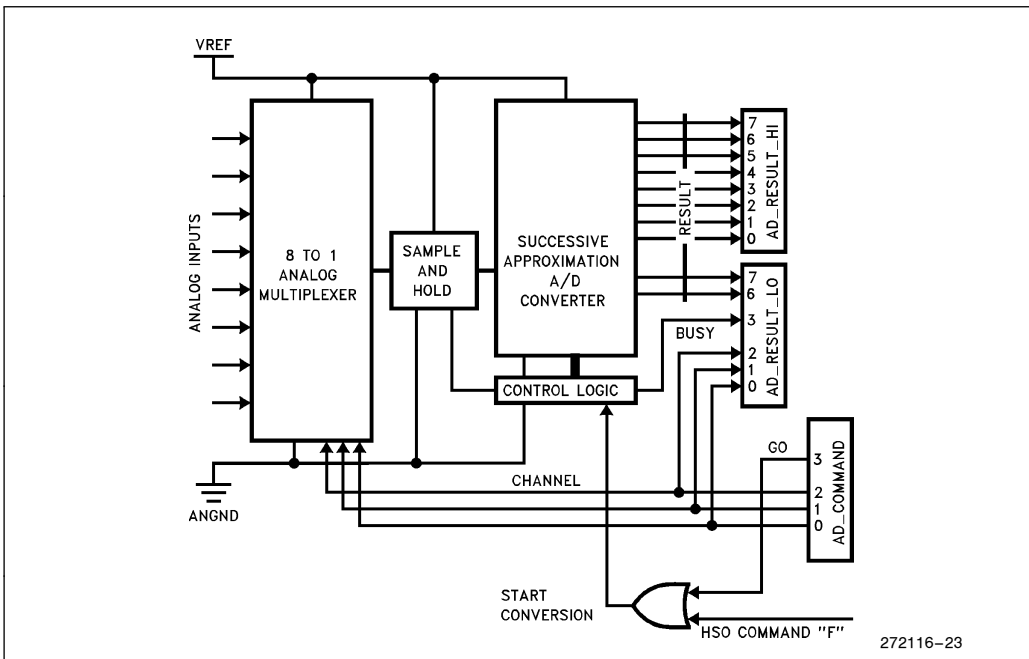 VREF
ANALOG INPUTS
8 TO 1
ANALOG
MULTIPLEXER
SAMPLE
AND
HOLD
SUCCESSIVE
APPROXIMATION
A/D
CONVERTER
RESULT
7
6
5
4
3
2
1
0
AD_RESULT_HI
7
6
3
2
1
0
AD_RESULT_LO
BUSY
CONTROL LOGIC
ANGND
CHANNEL
GO
3
2
1
0
AD_COMMAND
START
CONVERSION
HSO COMMAND "F"
272116-23